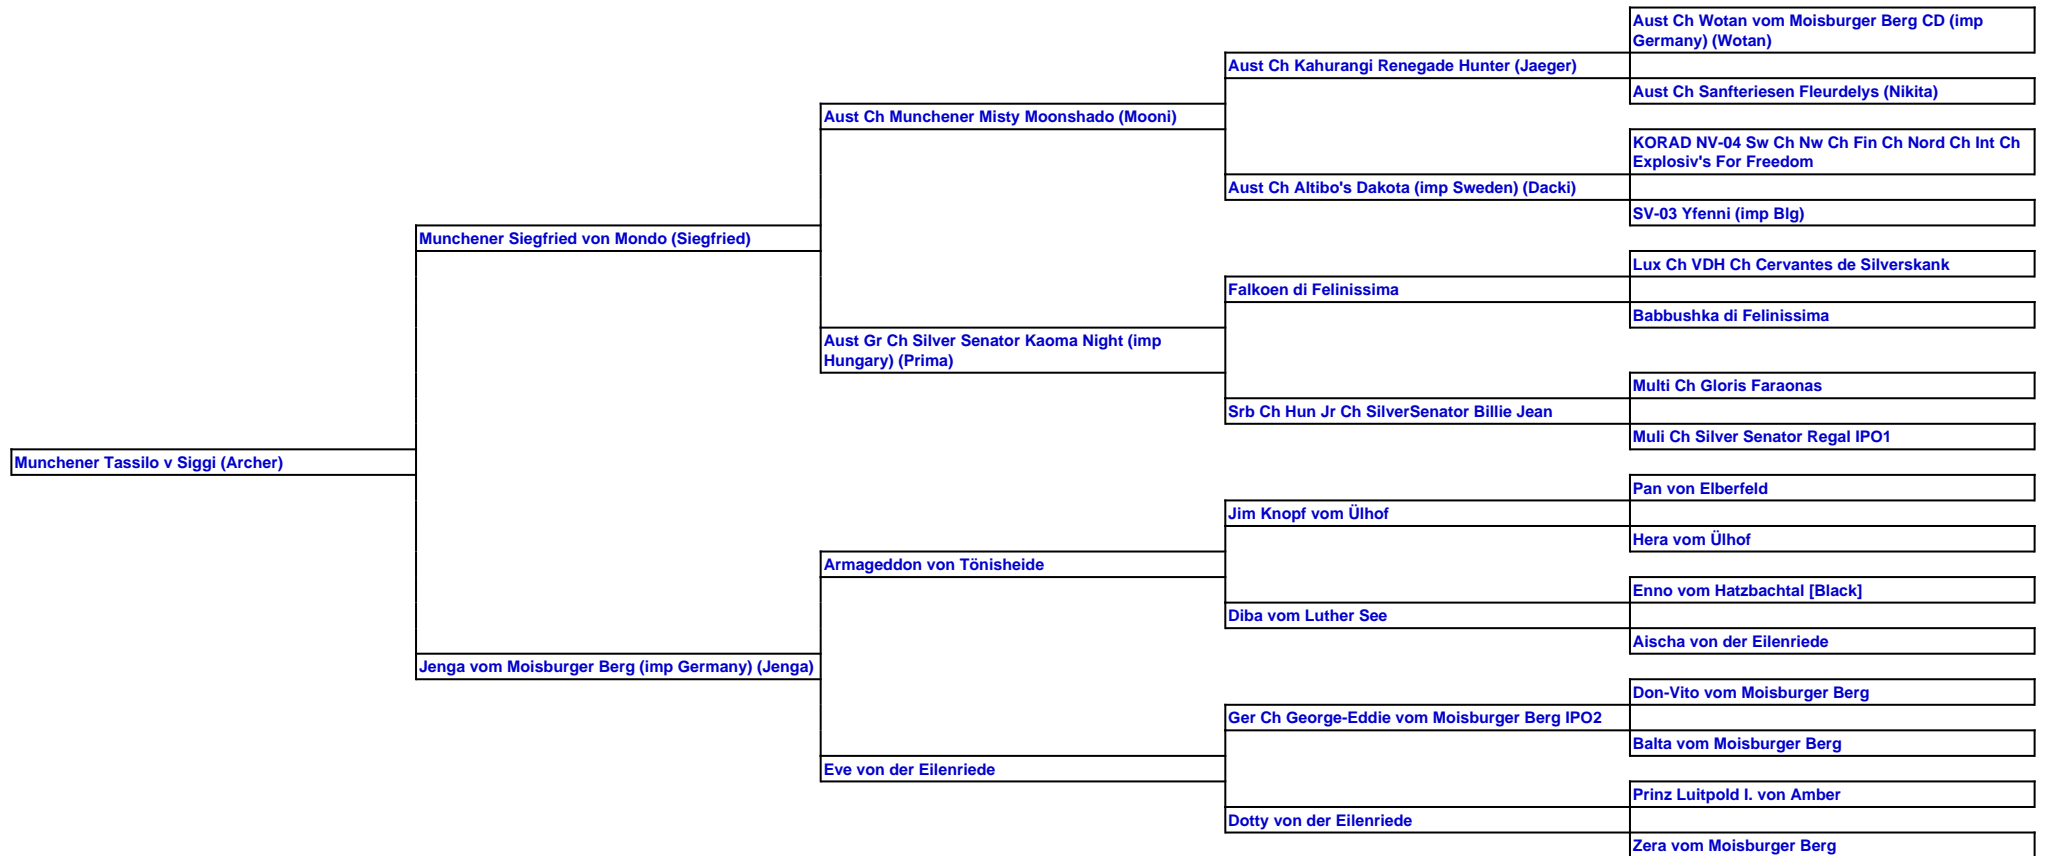 Aust Ch Wotan vom Moisburger Berg CD (imp
Germany) (Wotan)
Aust Ch Kahurangi Renegade Hunter (Jaeger)
Aust Ch Sanfteriesen Fleurdelys (Nikita)
Aust Ch Munchener Misty Moonshado (Mooni)
KORAD NV-04 Sw Ch Nw Ch Fin Ch Nord Ch Int Ch
Explosiv's For Freedom
Aust Ch Altibo's Dakota (imp Sweden) (Dacki)
SV-03 Yfenni (imp Blg)
Munchener Siegfried von Mondo (Siegfried)
Lux Ch VDH Ch Cervantes de Silverskank
Falkoen di Felinissima
Babbushka di Felinissima
Aust Gr Ch Silver Senator Kaoma Night (imp
Hungary) (Prima)
Multi Ch Gloris Faraonas
Srb Ch Hun Jr Ch SilverSenator Billie Jean
Muli Ch Silver Senator Regal IPO1
Munchener Tassilo v Siggi (Archer)
Pan von Elberfeld
Jim Knopf vom Ülhof
Hera vom Ülhof
Armageddon von Tönisheide
Enno vom Hatzbachtal [Black]
Diba vom Luther See
Aischa von der Eilenriede
Jenga vom Moisburger Berg (imp Germany) (Jenga)
Don-Vito vom Moisburger Berg
Ger Ch George-Eddie vom Moisburger Berg IPO2
Balta vom Moisburger Berg
Eve von der Eilenriede
Prinz Luitpold I. von Amber
Dotty von der Eilenriede
Zera vom Moisburger Berg